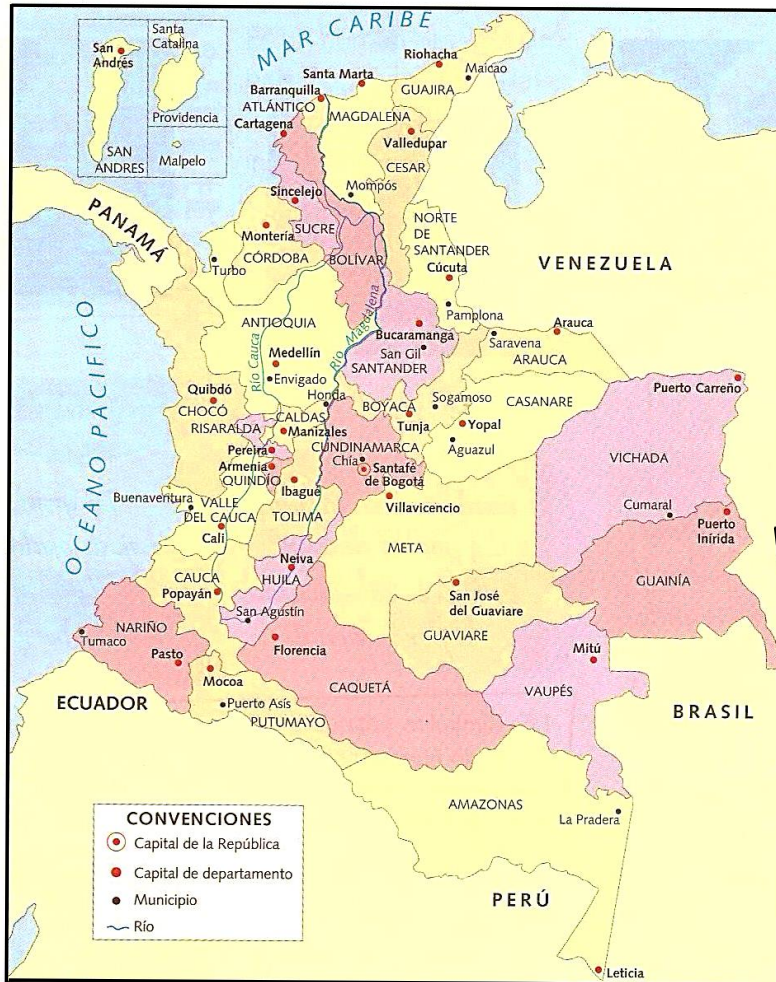 MAR CARIBE
San
Andrés
SAN
ANDRES
Santa
Catalina
Providencia
Malpelo
Riohacha
Maicao
Santa Marta
GUAJIRA
Barranquilla
ATLÁNTICO
MAGDALENA
Cartagena
Valledupar
CESAR
Mompós
Sincelejo
SUCRE
NORTE
DE
SANTANDER
PANAMÁ
Montería
CÓRDOBA
BOLÍVAR
Turbo
Cúcuta
VENEZUELA
OCEANO PACIFICO
ANTIOQUIA
Río Magdalena
Río Cauca
Pamplona
Bucaramanga
San Gil
SANTANDER
Arauca
Saravena
ARAUCA
Medellín
Envigado
Quibdó
CHOCÓ
Honda
BOYACA
Sogamoso
CASANARE
Puerto Carreño
RISARALDA
CALDAS
Manizales
Tunja
Yopal
Aguazul
CUNDINAMARCA
Chía
Santafé
de Bogotá
Pereira
Armenia
QUINDÍO
VICHADA
Ibagué
Villavicencio
Cumaral
Puerto
Inírida
Buenaventura
VALLE
DEL CAUCA
TOLIMA
Cali
META
GUAINÍA
Neiva
HUILA
CAUCA
Popayán
San José
del Guaviare
GUAVIARE
San Agustín
NARIÑO
Tumaco
Pasto
Florencia
Mitú
Mocoa
CAQUETÁ
VAUPÉS
ECUADOR
Puerto Asís
PUTUMAYO
BRASIL
AMAZONAS
La Pradera
PERÚ
Leticia
CONVENCIONES
Capital de la República
Capital de departamento
Municipio
Río